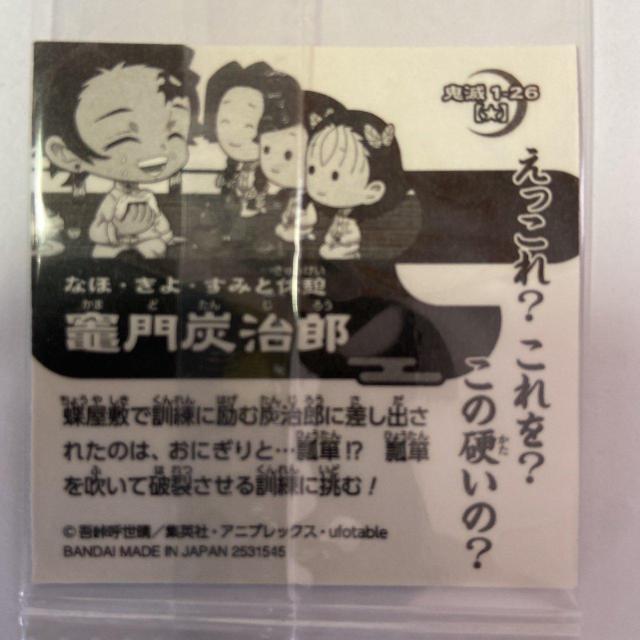 鬼滅 1-26
[水]
えっこれ? これを?
この硬いの?
なほ・きよ・すみと休憩
竈門炭治郎
蝶屋敷で訓練に励む炭治郎に差し出さ
れたのは、おにぎりと…瓢箪!? 瓢箪
を吹いて破裂させる訓練に挑む!
©吾峠呼世晴/集英社・アニプレックス・ufotable
BANDAI MADE IN JAPAN 2531545